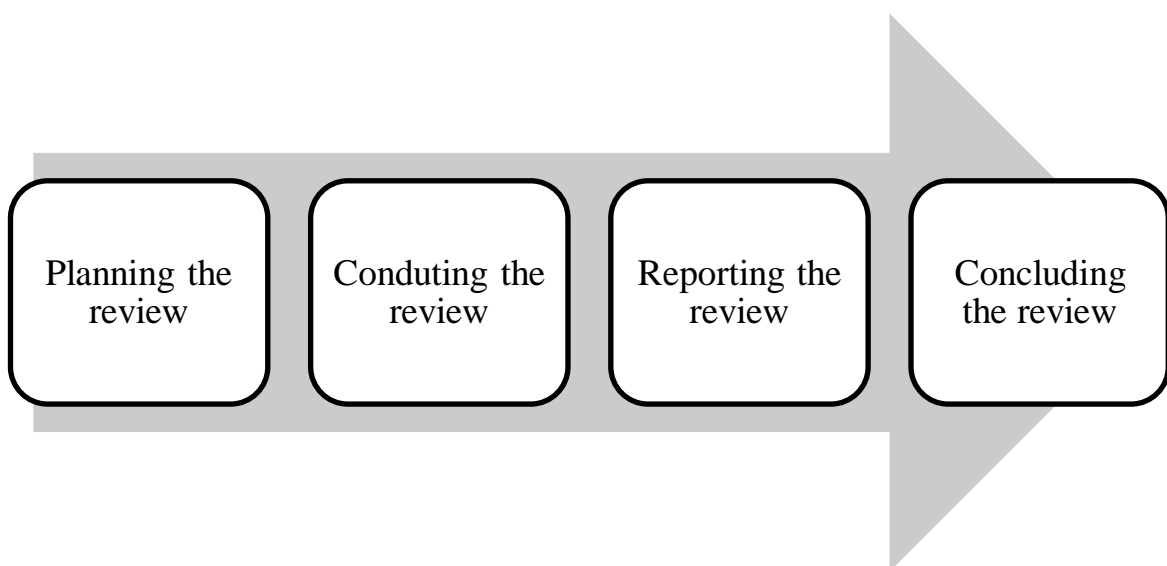 Planning the
review
Conduting the
review
Reporting the
review
Concluding
the review